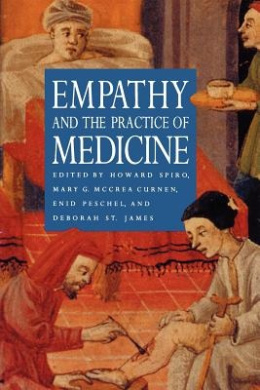 EMPATHY
AND THE PRACTICE OF
MEDICINE
EDITED BY HOWARD SPIRO,
MARY G. MCCREA CURNEN,
ENID PESCHEL, AND
DEBORAH ST. JAMES